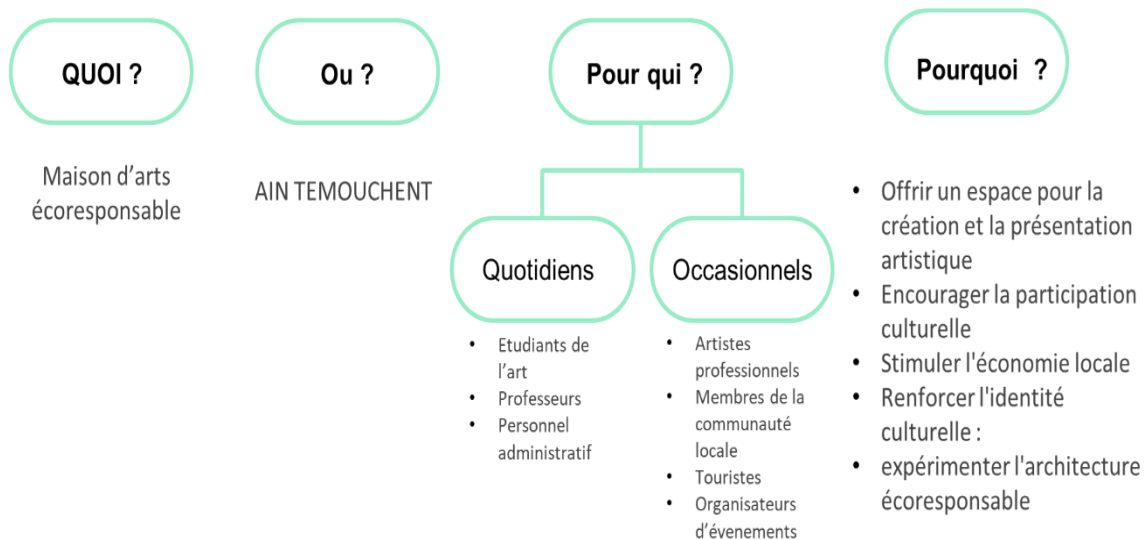 QUOI ?
Maison d’arts
écoresponsable
Ou ?
AIN TEMOUCHENT
Pour qui ?
Quotidiens
• Etudiants de
l’art
• Professeurs
• Personnel
administratif
Occasionnels
• Artistes
professionnels
• Membres de la
communauté
locale
• Touristes
• Organisateurs
d’évenements
Pourquoi ?
• Offrir un espace pour la
création et la présentation
artistique
• Encourager la participation
culturelle
• Stimuler l'économie locale
• Renforcer l'identité
culturelle :
• expérimenter l'architecture
écoresponsable